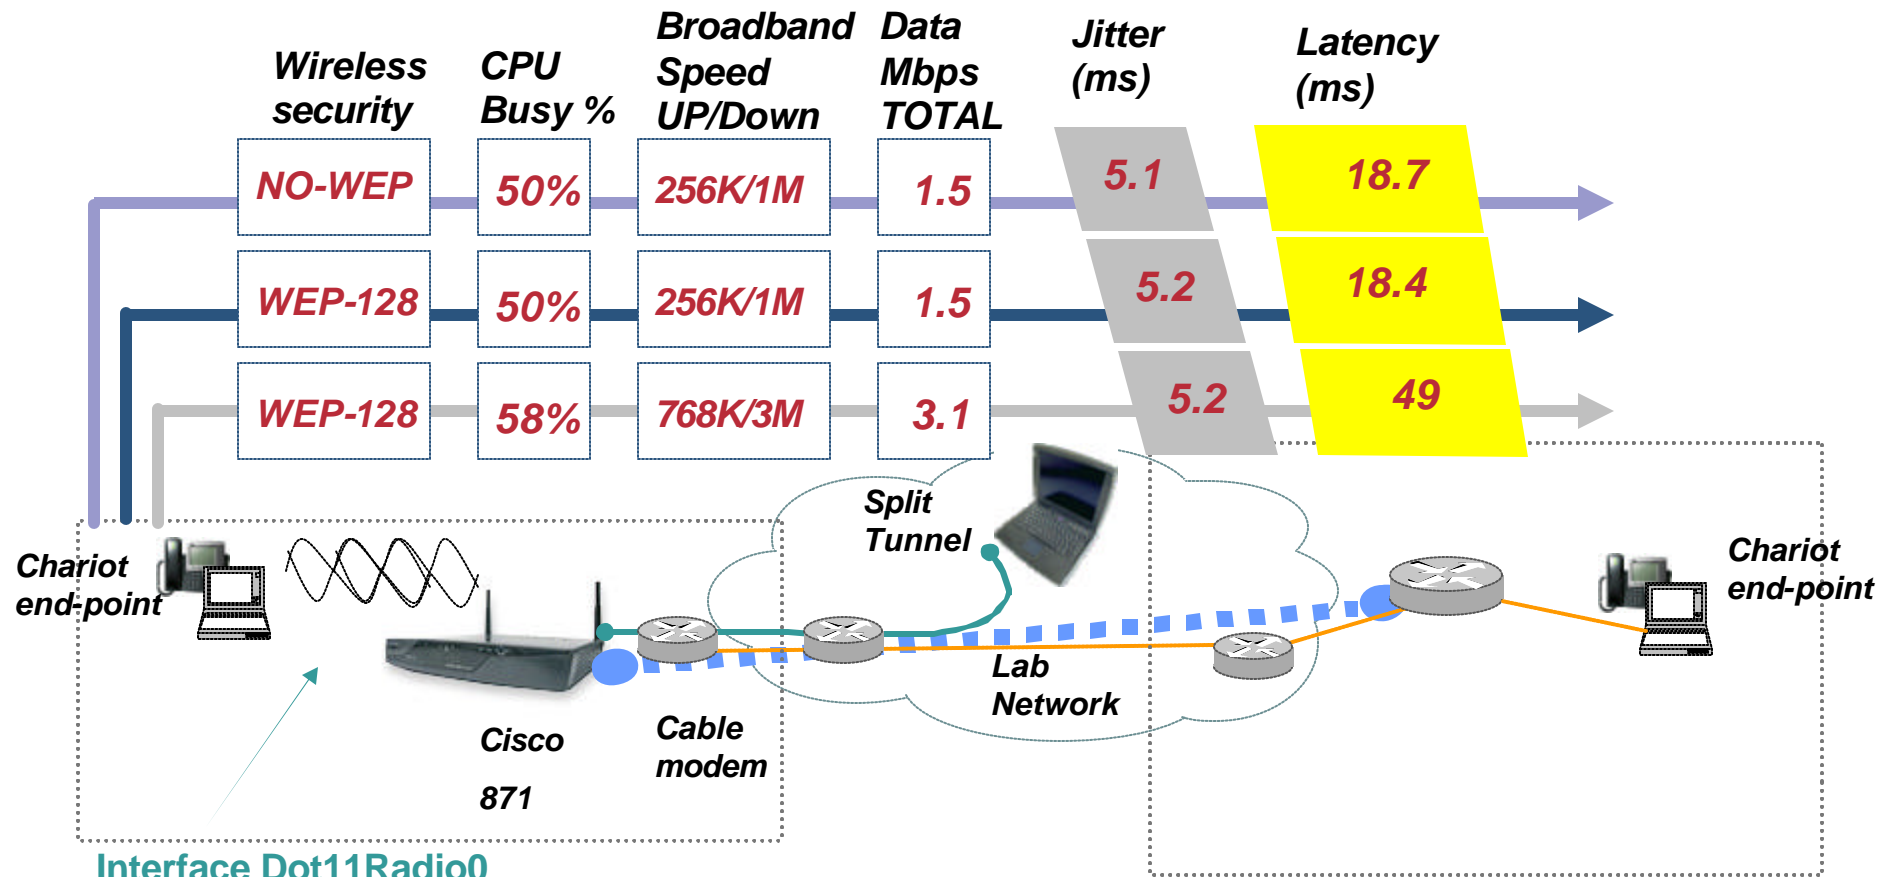 Wireless
security
CPU
Busy %
Broadband
Speed
UP/Down
Data
Mbps
TOTAL
Jitter
(ms)
Latency
(ms)
NO-WEP
50%
256K/1M
1.5
5.1
18.7
WEP-128
50%
256K/1M
1.5
5.2
18.4
WEP-128
58%
768K/3M
3.1
5.2
49
Split
Tunnel
Chariot
end-point
Chariot
end-point
Lab
Network
Cisco
871
Cable
modem
Interface Dot11Radio0